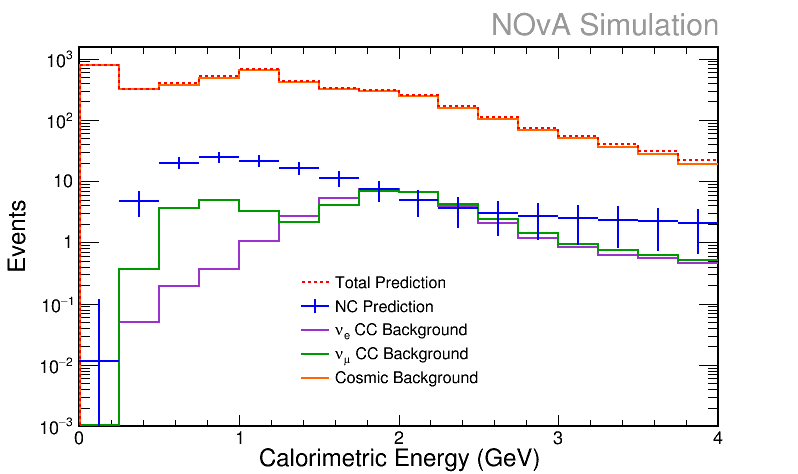 NOvA Simulation
10³
10²
10
1
10⁻¹
10⁻²
10⁻³
Events
Total Prediction
NC Prediction
νₑ CC Background
ν_μ CC Background
Cosmic Background
0 1 2 3 4
Calorimetric Energy (GeV)